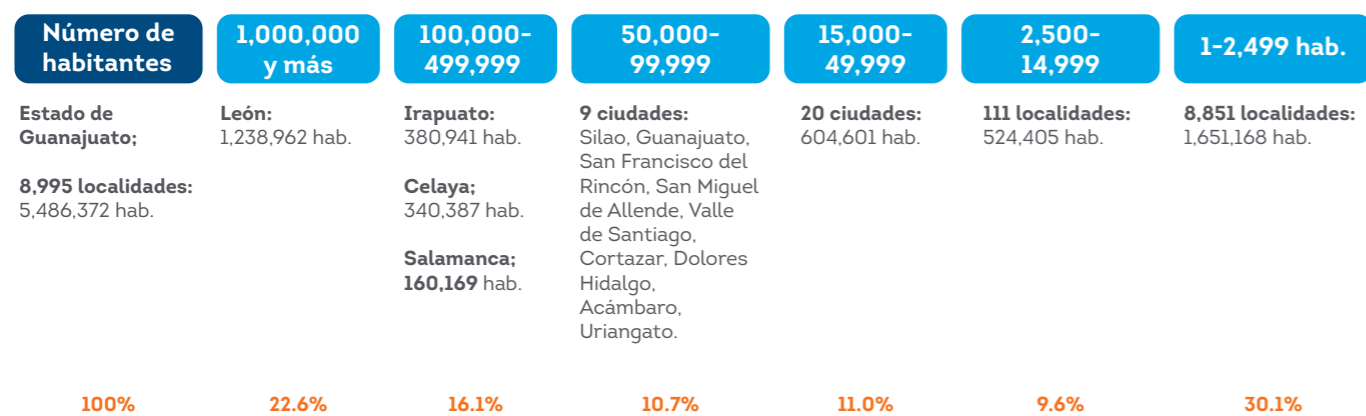 Número de
habitantes
1,000,000
y más
100,000-
499,999
50,000-
99,999
15,000-
49,999
2,500-
14,999
1-2,499 hab.
Estado de
Guanajuato;
8,995 localidades:
5,486,372 hab.
León:
1,238,962 hab.
Irapuato:
380,941 hab.
Celaya;
340,387 hab.
Salamanca;
160,169 hab.
9 ciudades:
Silao, Guanajuato,
San Francisco del
Rincón, San Miguel
de Allende, Valle
de Santiago,
Cortazar, Dolores
Hidalgo,
Acámbaro,
Uriangato.
20 ciudades:
604,601 hab.
111 localidades:
524,405 hab.
8,851 localidades:
1,651,168 hab.
100%
22.6%
16.1%
10.7%
11.0%
9.6%
30.1%